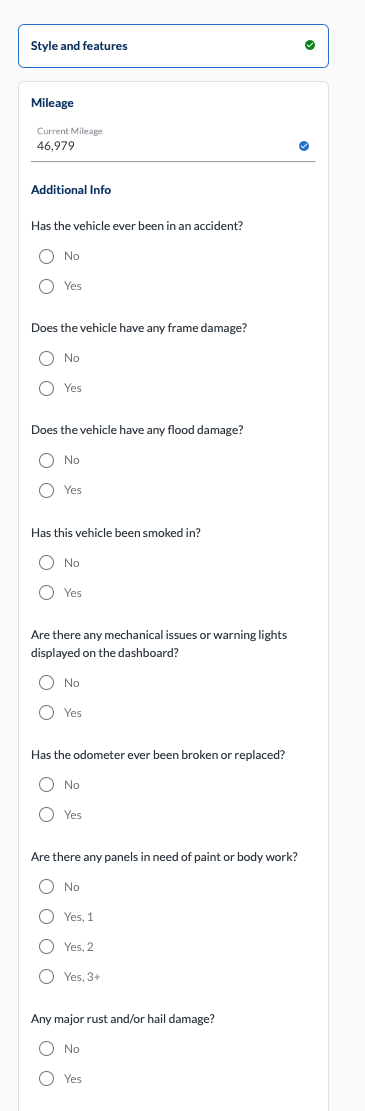 Style and features
Mileage
Current Mileage
46,979
Additional Info
Has the vehicle ever been in an accident?
No
Yes
Does the vehicle have any frame damage?
No
Yes
Does the vehicle have any flood damage?
No
Yes
Has this vehicle been smoked in?
No
Yes
Are there any mechanical issues or warning lights
displayed on the dashboard?
No
Yes
Has the odometer ever been broken or replaced?
No
Yes
Are there any panels in need of paint or body work?
No
Yes, 1
Yes, 2
Yes, 3+
Any major rust and/or hail damage?
No
Yes